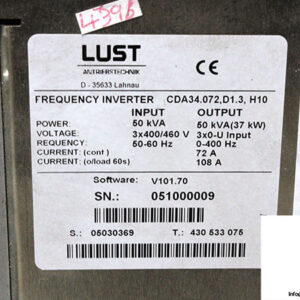 4396
LUST
ANTRIEBSTECHNIK
CE
D - 35633 Lahnau
FREQUENCY INVERTER CDA34.072,D1.3, H10
INPUT OUTPUT
POWER: 50 kVA 50 kVA(37 kW)
VOLTAGE: 3x400/460 V 3x0-U Input
FREQUENCY: 50-60 Hz 0-400 Hz
CURRENT: (cont ) 72 A
CURRENT: (o/load 60s) 108 A
Software: V101.70
SN.: 051000009
S.: 05030369 T.: 430 533 075